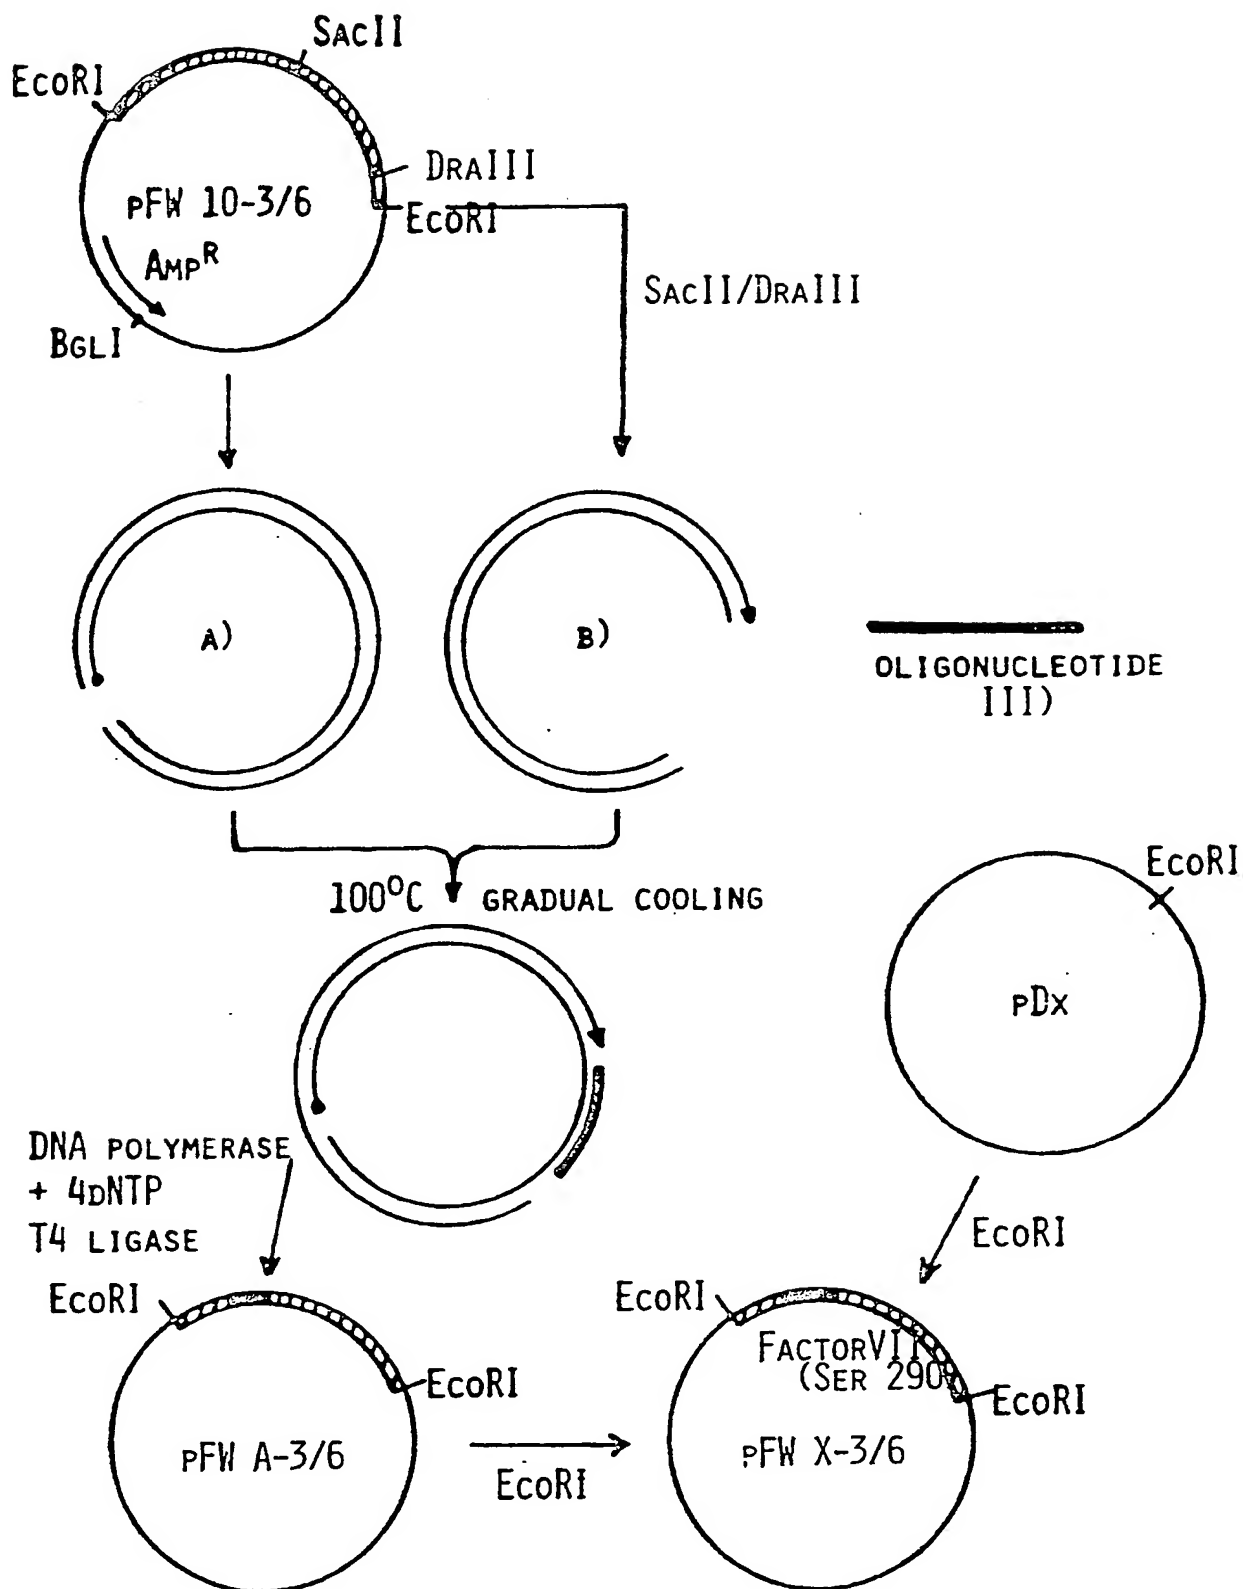 SacII
EcoRI
DraIII
pFW 10-3/6
EcoRI
AmpR
SacII/DraIII
BglI
A)
B)
OLIGONUCLEOTIDE
III)
EcoRI
100°C GRADUAL COOLING
pDx
DNA POLYMERASE
+ 4dNTP
T4 LIGASE
EcoRI
EcoRI
EcoRI
FACTOR VII
(SER 290
EcoRI
EcoRI
pFW A-3/6
pFW X-3/6
EcoRI